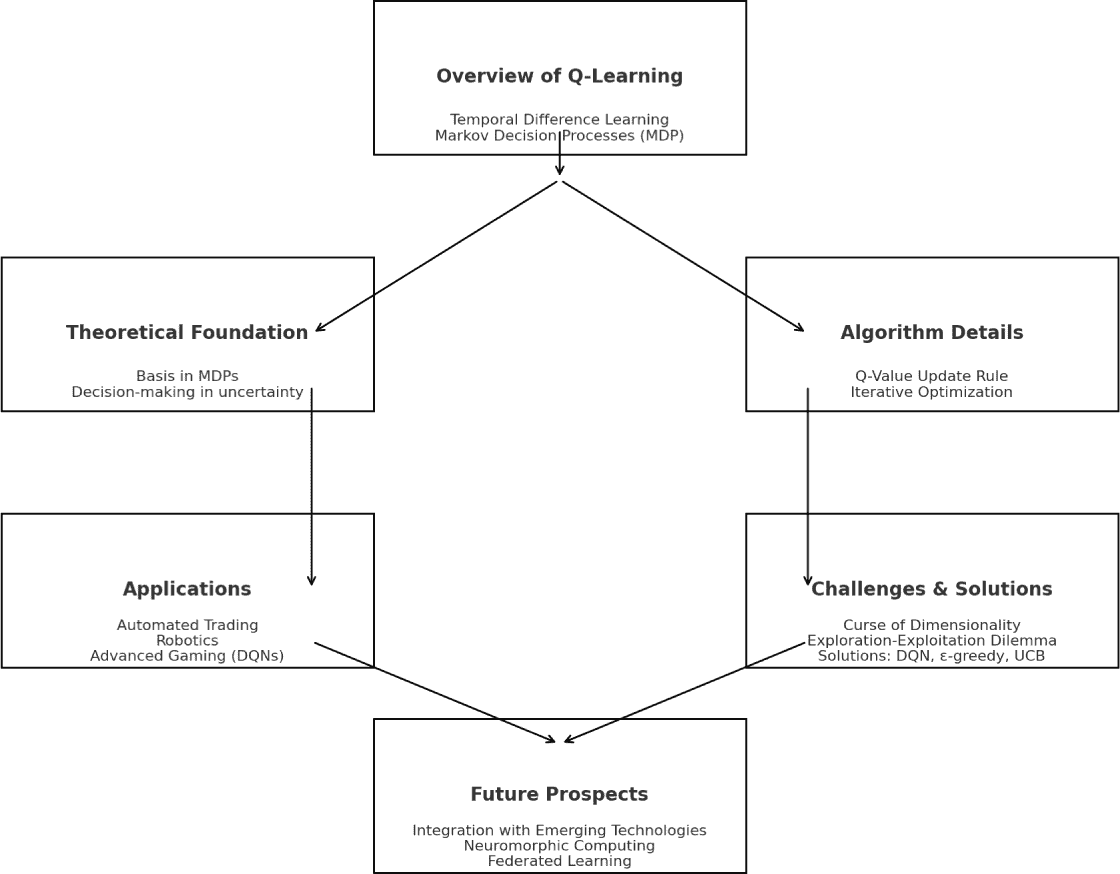 Overview of Q-Learning
Temporal Difference Learning
Markov Decision Processes (MDP)
Theoretical Foundation
Basis in MDPs
Decision-making in uncertainty
Algorithm Details
Q-Value Update Rule
Iterative Optimization
Applications
Automated Trading
Robotics
Advanced Gaming (DQNs)
Challenges & Solutions
Curse of Dimensionality
Exploration-Exploitation Dilemma
Solutions: DQN, ε-greedy, UCB
Future Prospects
Integration with Emerging Technologies
Neuromorphic Computing
Federated Learning